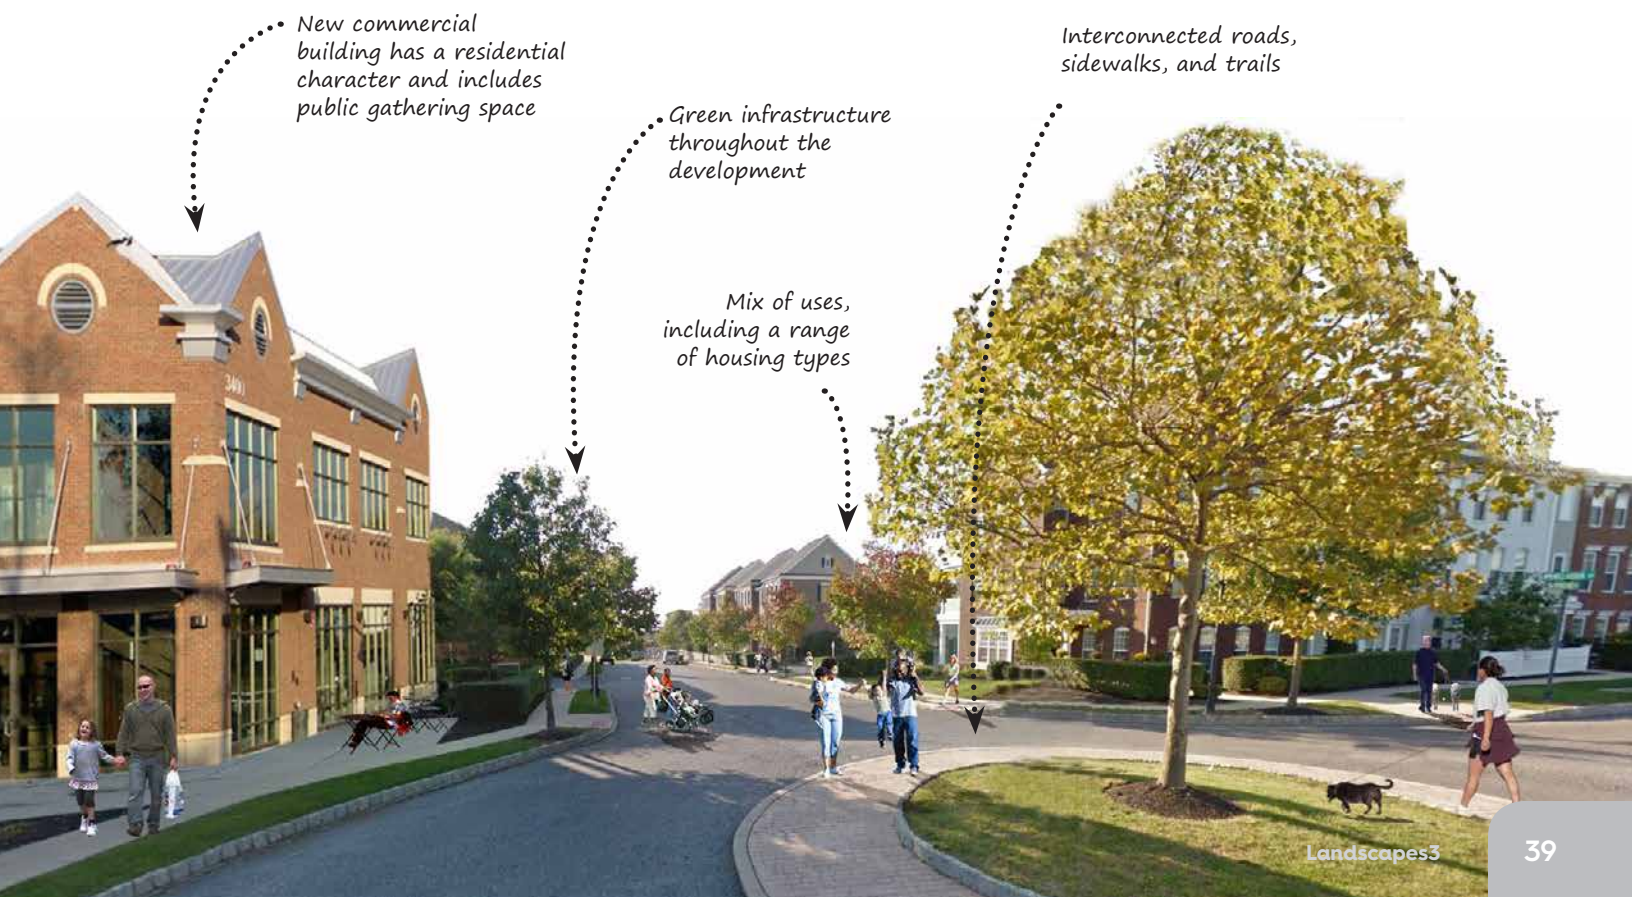 New commercial
building has a residential
character and includes
public gathering space
Interconnected roads,
sidewalks, and trails
Green infrastructure
throughout the
development
Mix of uses,
including a range
of housing types
Landscapes3
39